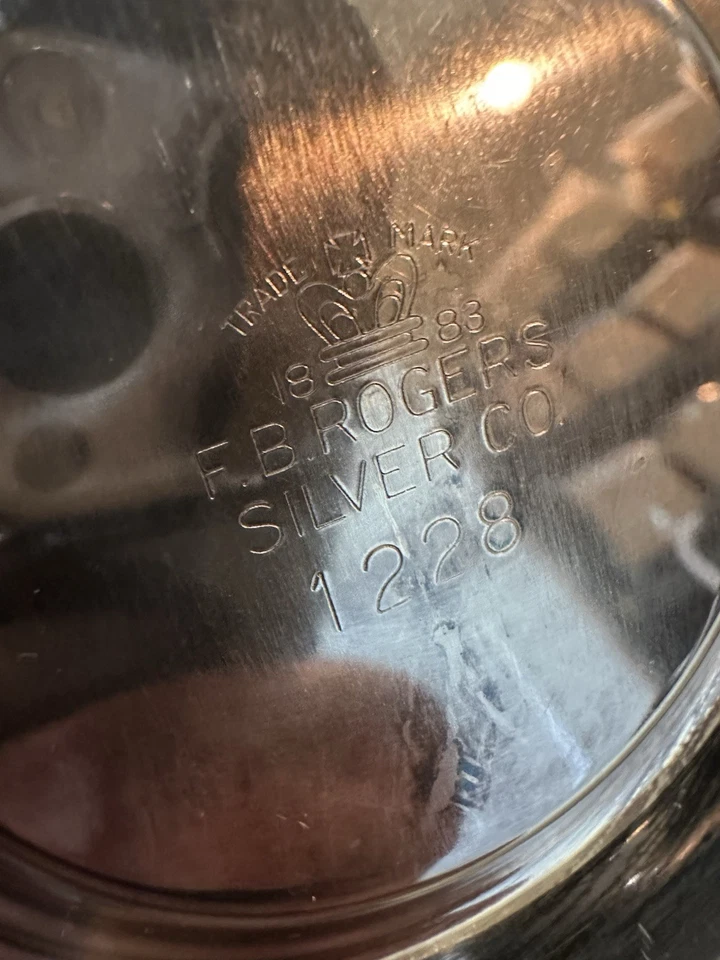 TRADE MARK
18 83
F.B. ROGERS
SILVER CO.
1228